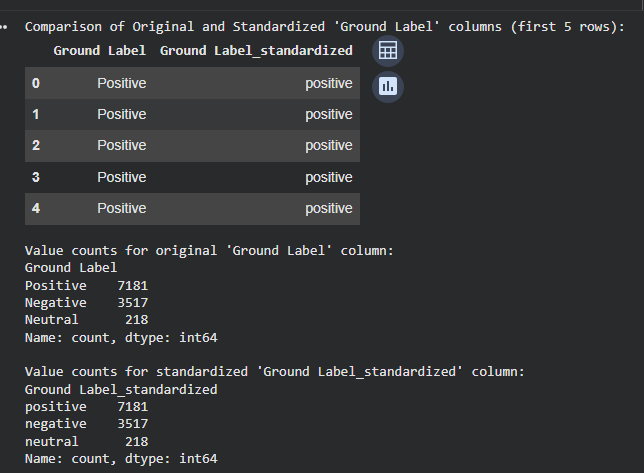 Comparison of Original and Standardized 'Ground Label' columns (first 5 rows):
Ground Label Ground Label_standardized
0 Positive positive
1 Positive positive
2 Positive positive
3 Positive positive
4 Positive positive
Value counts for original 'Ground Label' column:
Ground Label
Positive 7181
Negative 3517
Neutral 218
Name: count, dtype: int64
Value counts for standardized 'Ground Label_standardized' column:
Ground Label_standardized
positive 7181
negative 3517
neutral 218
Name: count, dtype: int64